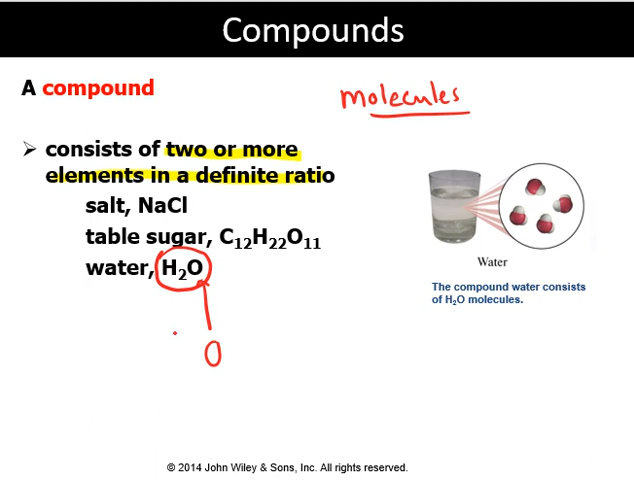 Compounds
A compound
molecules
➢ consists of two or more
elements in a definite ratio
salt, NaCl
table sugar, C₁₂H₂₂O₁₁
water, H₂O
O
Water
The compound water consists
of H₂O molecules.
© 2014 John Wiley & Sons, Inc. All rights reserved.